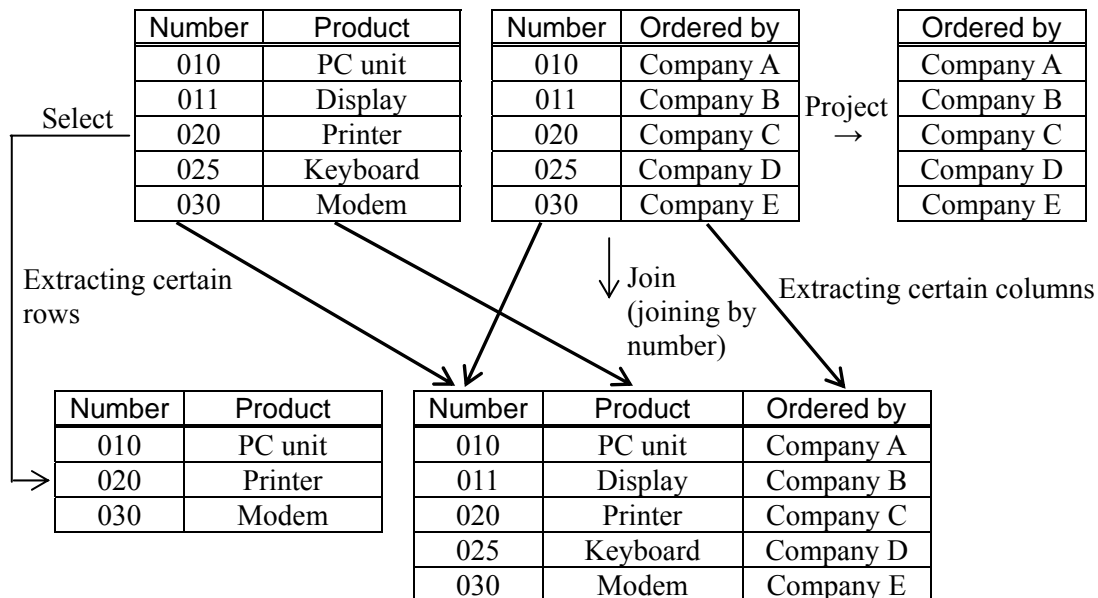 Number Product
010 PC unit
011 Display
020 Printer
025 Keyboard
030 Modem
Number Ordered by
010 Company A
011 Company B
020 Company C
025 Company D
030 Company E
Project
→
Ordered by
Company A
Company B
Company C
Company D
Company E
Select
Extracting certain
rows
Join
(joining by
number)
Extracting certain columns
Number Product
010 PC unit
020 Printer
030 Modem
Number Product Ordered by
010 PC unit Company A
011 Display Company B
020 Printer Company C
025 Keyboard Company D
030 Modem Company E